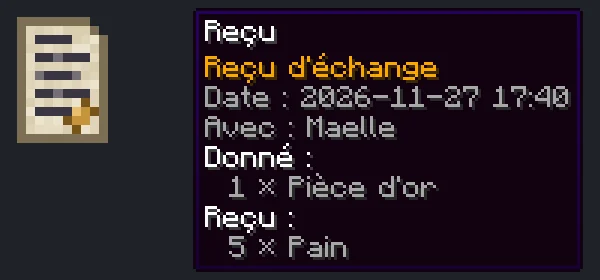 Reçu
Reçu d'échange
Date : 2026-11-27 17:40
Avec : Maelle
Donné :
1 × Pièce d'or
Reçu :
5 × Pain